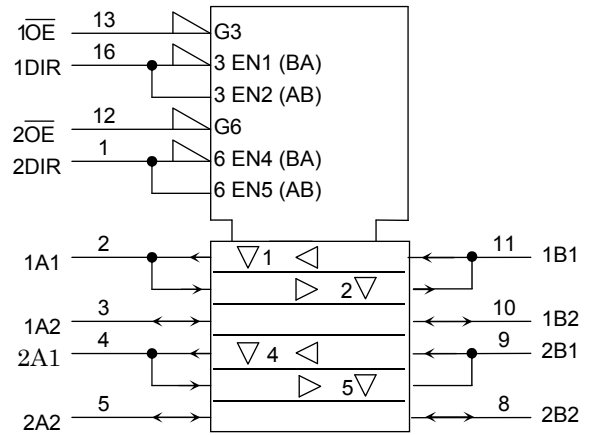 1O̅E̅ 13 G3
1DIR 16 3 EN1 (BA)
3 EN2 (AB)
2O̅E̅ 12 G6
2DIR 1 6 EN4 (BA)
6 EN5 (AB)
1A1 2 1 11 1B1
2
1A2 3 10 1B2
2A1 4 4 9 2B1
5
2A2 5 8 2B2